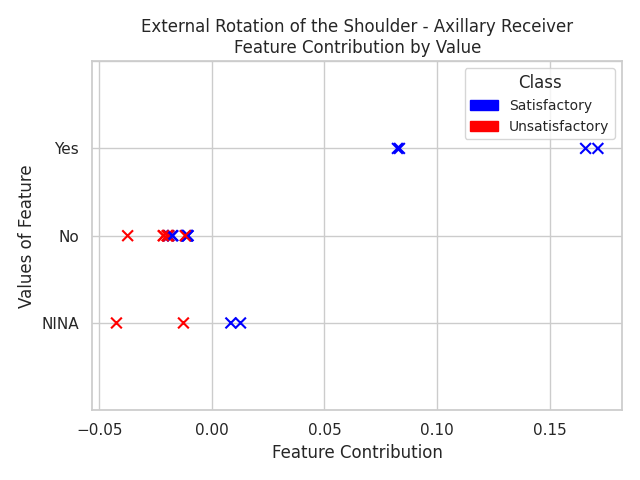 External Rotation of the Shoulder - Axillary Receiver
Feature Contribution by Value
Class
Satisfactory
Unsatisfactory
Values of Feature
Yes
No
NINA
−0.05
0.00
0.05
0.10
0.15
Feature Contribution